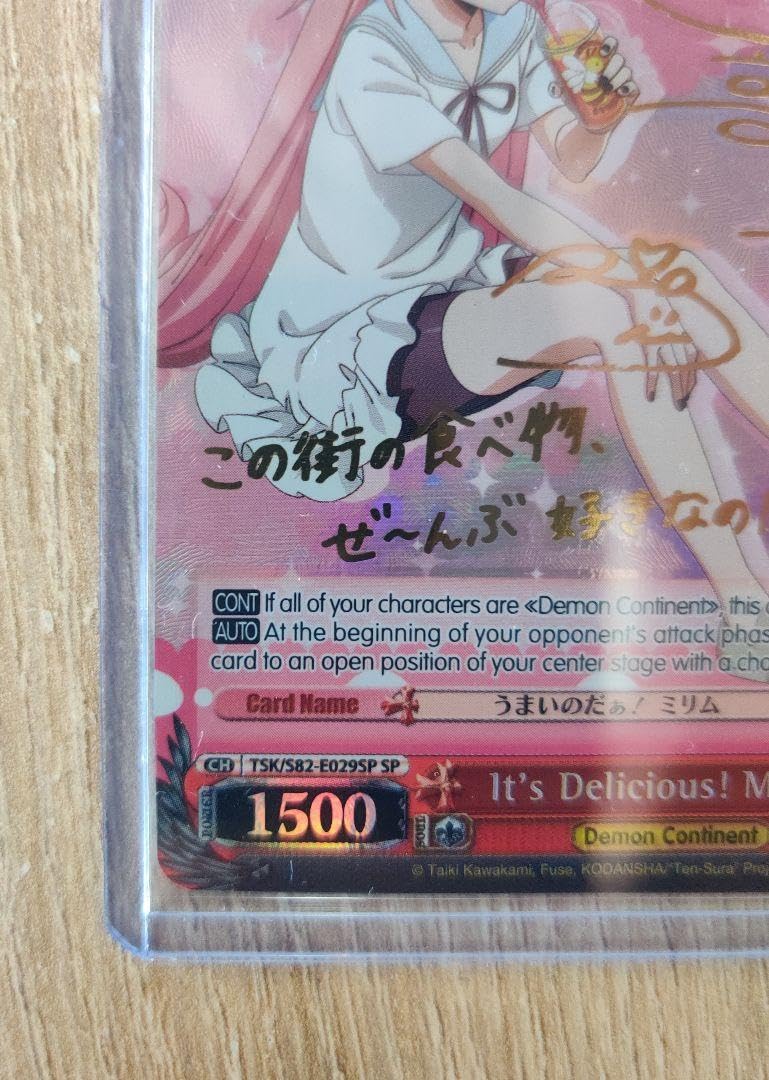 この街の食べ物、
ぜ〜んぶ好きなの
CONT If all of your characters are «Demon Continent», this
AUTO At the beginning of your opponent's attack phas
card to an open position of your center stage with a cha
Card Name うまいのだぁ! ミリム
CH TSK/S82-E029SP SP
It's Delicious! M
POWER 1500 SOUL Demon Continent
© Taiki Kawakami, Fuse, KODANSHA/"Ten-Sura" Proj